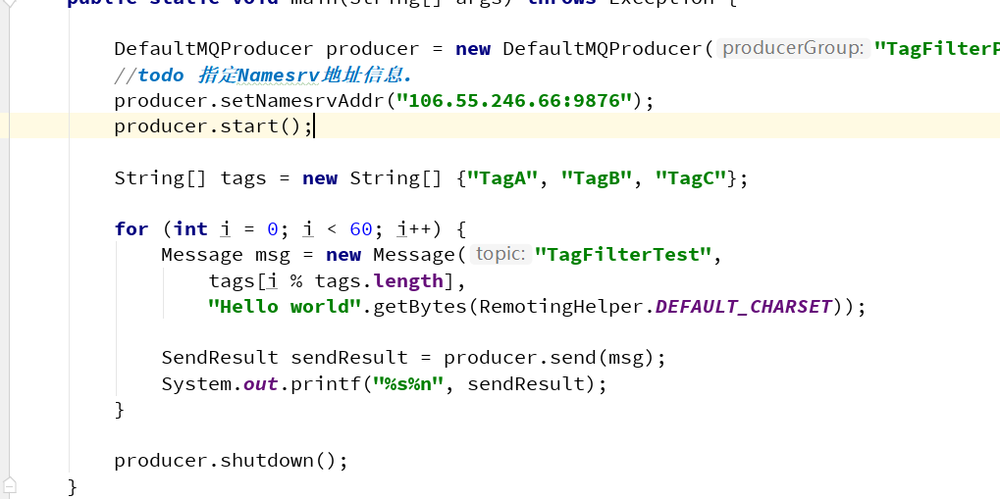 public static void main(String[] args) throws Exception {
DefaultMQProducer producer = new DefaultMQProducer( producerGroup: "TagFilterP
//todo 指定Namesrv地址信息.
producer.setNamesrvAddr("106.55.246.66:9876");
producer.start();
String[] tags = new String[] {"TagA", "TagB", "TagC"};
for (int i = 0; i < 60; i++) {
Message msg = new Message( topic: "TagFilterTest",
tags[i % tags.length],
"Hello world".getBytes(RemotingHelper.DEFAULT_CHARSET));
SendResult sendResult = producer.send(msg);
System.out.printf("%s%n", sendResult);
}
producer.shutdown();
}